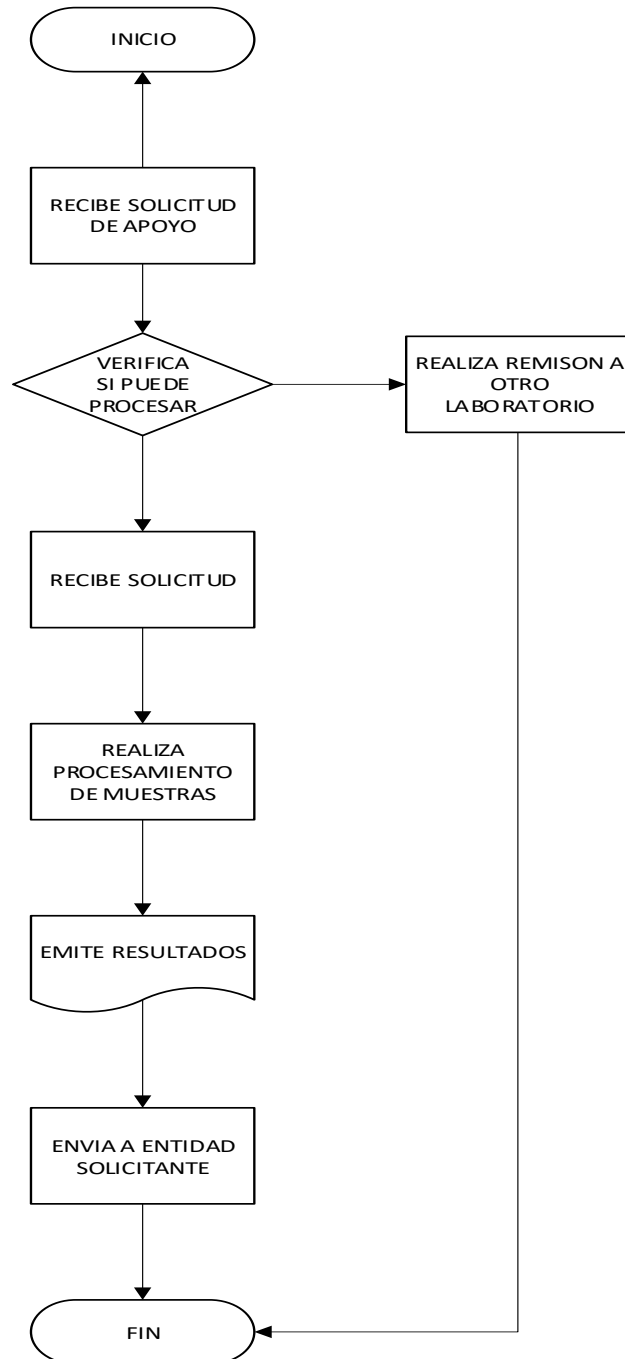 INICIO
RECIBE SOLICITUD
DE APOYO
VERIFICA
SI PUEDE
PROCESAR
REALIZA REMISON A
OTRO
LABORATORIO
RECIBE SOLICITUD
REALIZA
PROCESAMIENTO
DE MUESTRAS
EMITE RESULTADOS
ENVIA A ENTIDAD
SOLICITANTE
FIN